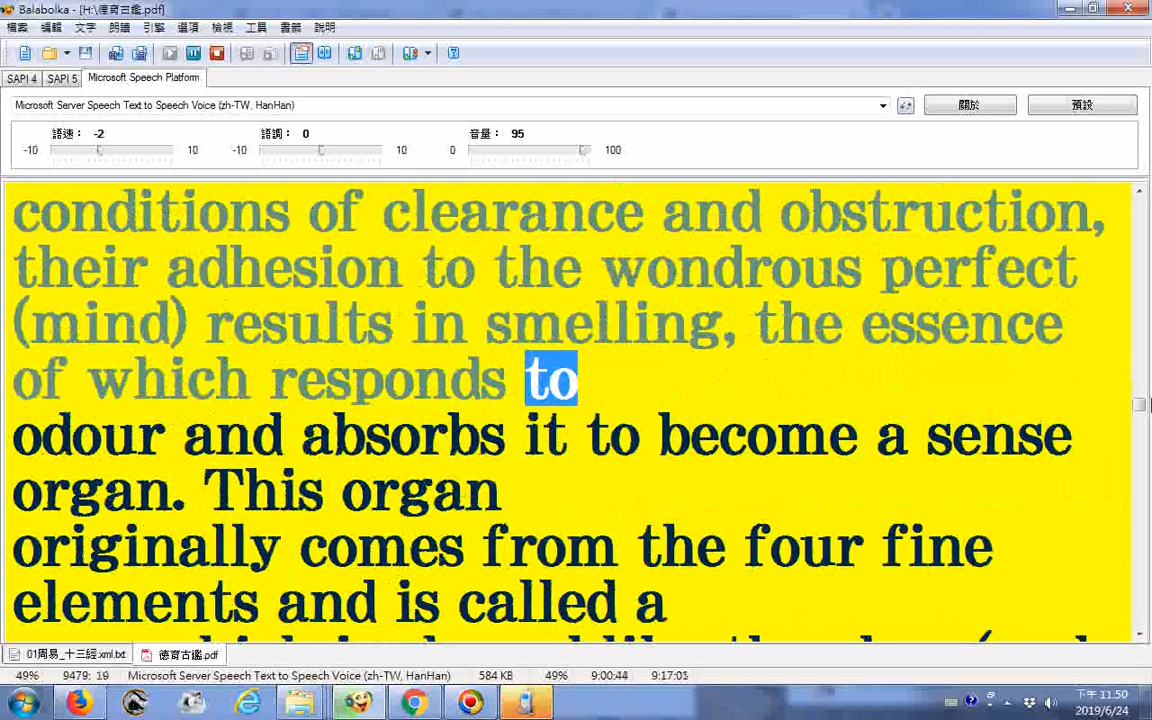 Balabolka - [H:\德育古鑑.pdf]
檔案 編輯 文字 朗讀 引擎 選項 檢視 工具 書籤 說明
SAPI 4 SAPI 5 Microsoft Speech Platform
Microsoft Server Speech Text to Speech Voice (zh-TW, HanHan) 關於 預設
語速： -2 語調： 0 音量： 95
-10 10 -10 10 0 100
conditions of clearance and obstruction,
their adhesion to the wondrous perfect
(mind) results in smelling, the essence
of which responds to
odour and absorbs it to become a sense
organ. This organ
originally comes from the four fine
elements and is called a
01周易_十三經.xml.txt 德育古鑑.pdf
49% 9479: 19 Microsoft Server Speech Text to Speech Voice (zh-TW, HanHan) 584 KB 49% 9:00:44 9:17:05
下午 11:50
2019/6/24